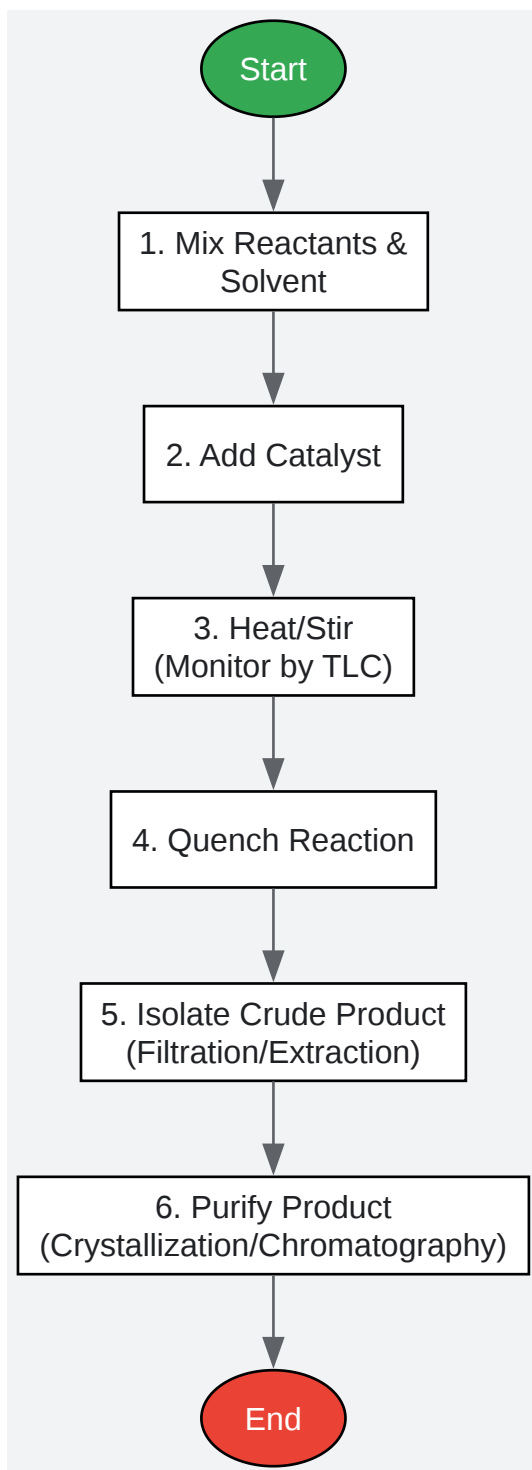 Start
1. Mix Reactants &
Solvent
2. Add Catalyst
3. Heat/Stir
(Monitor by TLC)
4. Quench Reaction
5. Isolate Crude Product
(Filtration/Extraction)
6. Purify Product
(Crystallization/Chromatography)
End